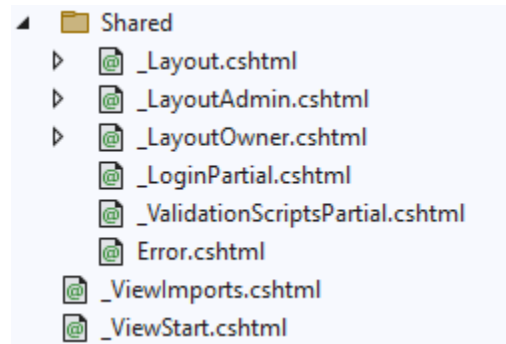 Shared
_Layout.cshtml
_LayoutAdmin.cshtml
_LayoutOwner.cshtml
_LoginPartial.cshtml
_ValidationScriptsPartial.cshtml
Error.cshtml
_ViewImports.cshtml
_ViewStart.cshtml